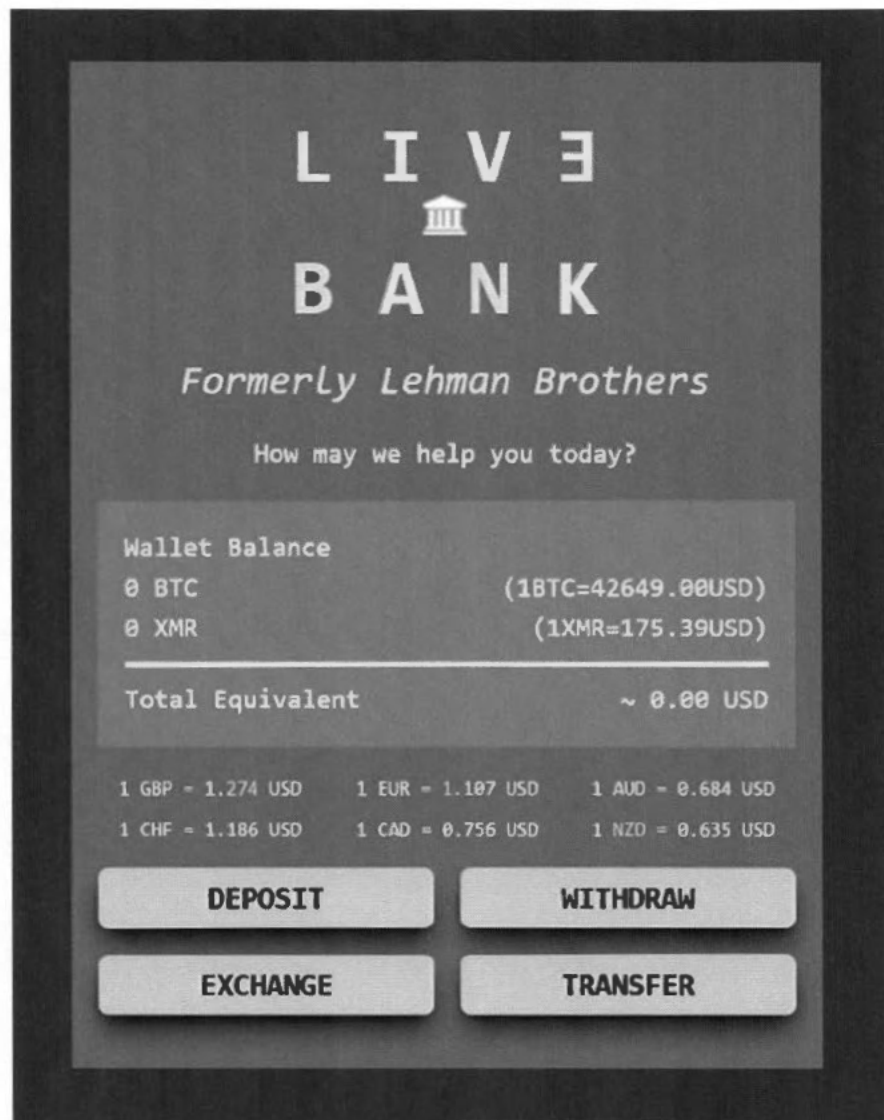 L I V Ǝ
B A N K
Formerly Lehman Brothers
How may we help you today?
Wallet Balance
0 BTC (1BTC=42649.00USD)
0 XMR (1XMR=175.39USD)
Total Equivalent ~ 0.00 USD
1 GBP = 1.274 USD 1 EUR = 1.107 USD 1 AUD = 0.684 USD
1 CHF = 1.186 USD 1 CAD = 0.756 USD 1 NZD = 0.635 USD
DEPOSIT WITHDRAW
EXCHANGE TRANSFER